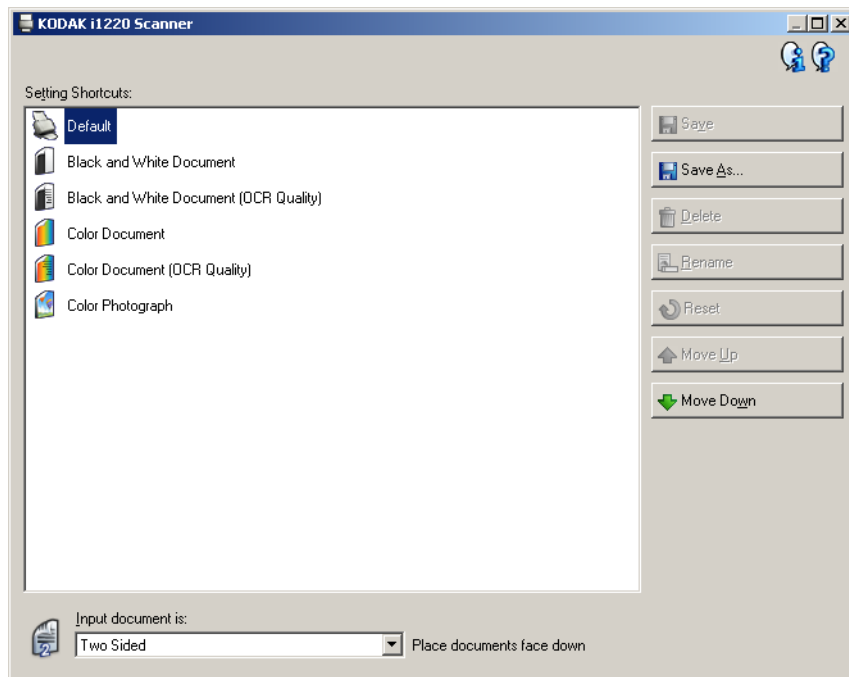 KODAK i1220 Scanner
Setting Shortcuts:
Default
Black and White Document
Black and White Document (OCR Quality)
Color Document
Color Document (OCR Quality)
Color Photograph
Save
Save As...
Delete
Rename
Reset
Move Up
Move Down
Input document is:
2
Two Sided
Place documents face down